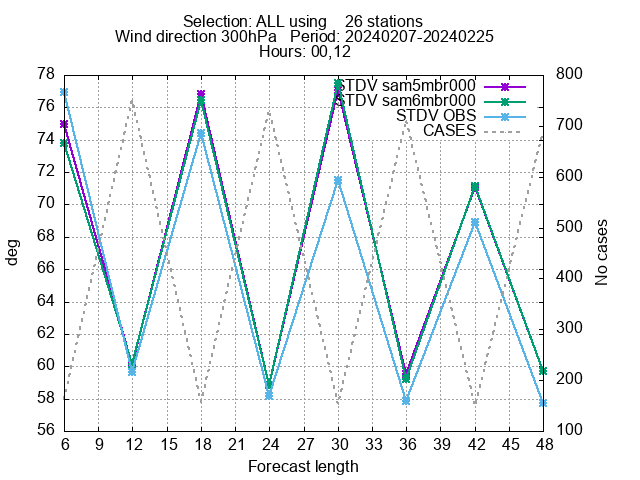 Selection: ALL using    26 stations
Wind direction 300hPa   Period: 20240207-20240225
Hours: 00,12
STDV sam5mbr000
STDV sam6mbr000
STDV OBS
CASES
78
76
74
72
70
68
66
64
62
60
58
56
deg
800
700
600
500
400
300
200
100
No cases
6 9 12 15 18 21 24 27 30 33 36 39 42 45 48
Forecast length